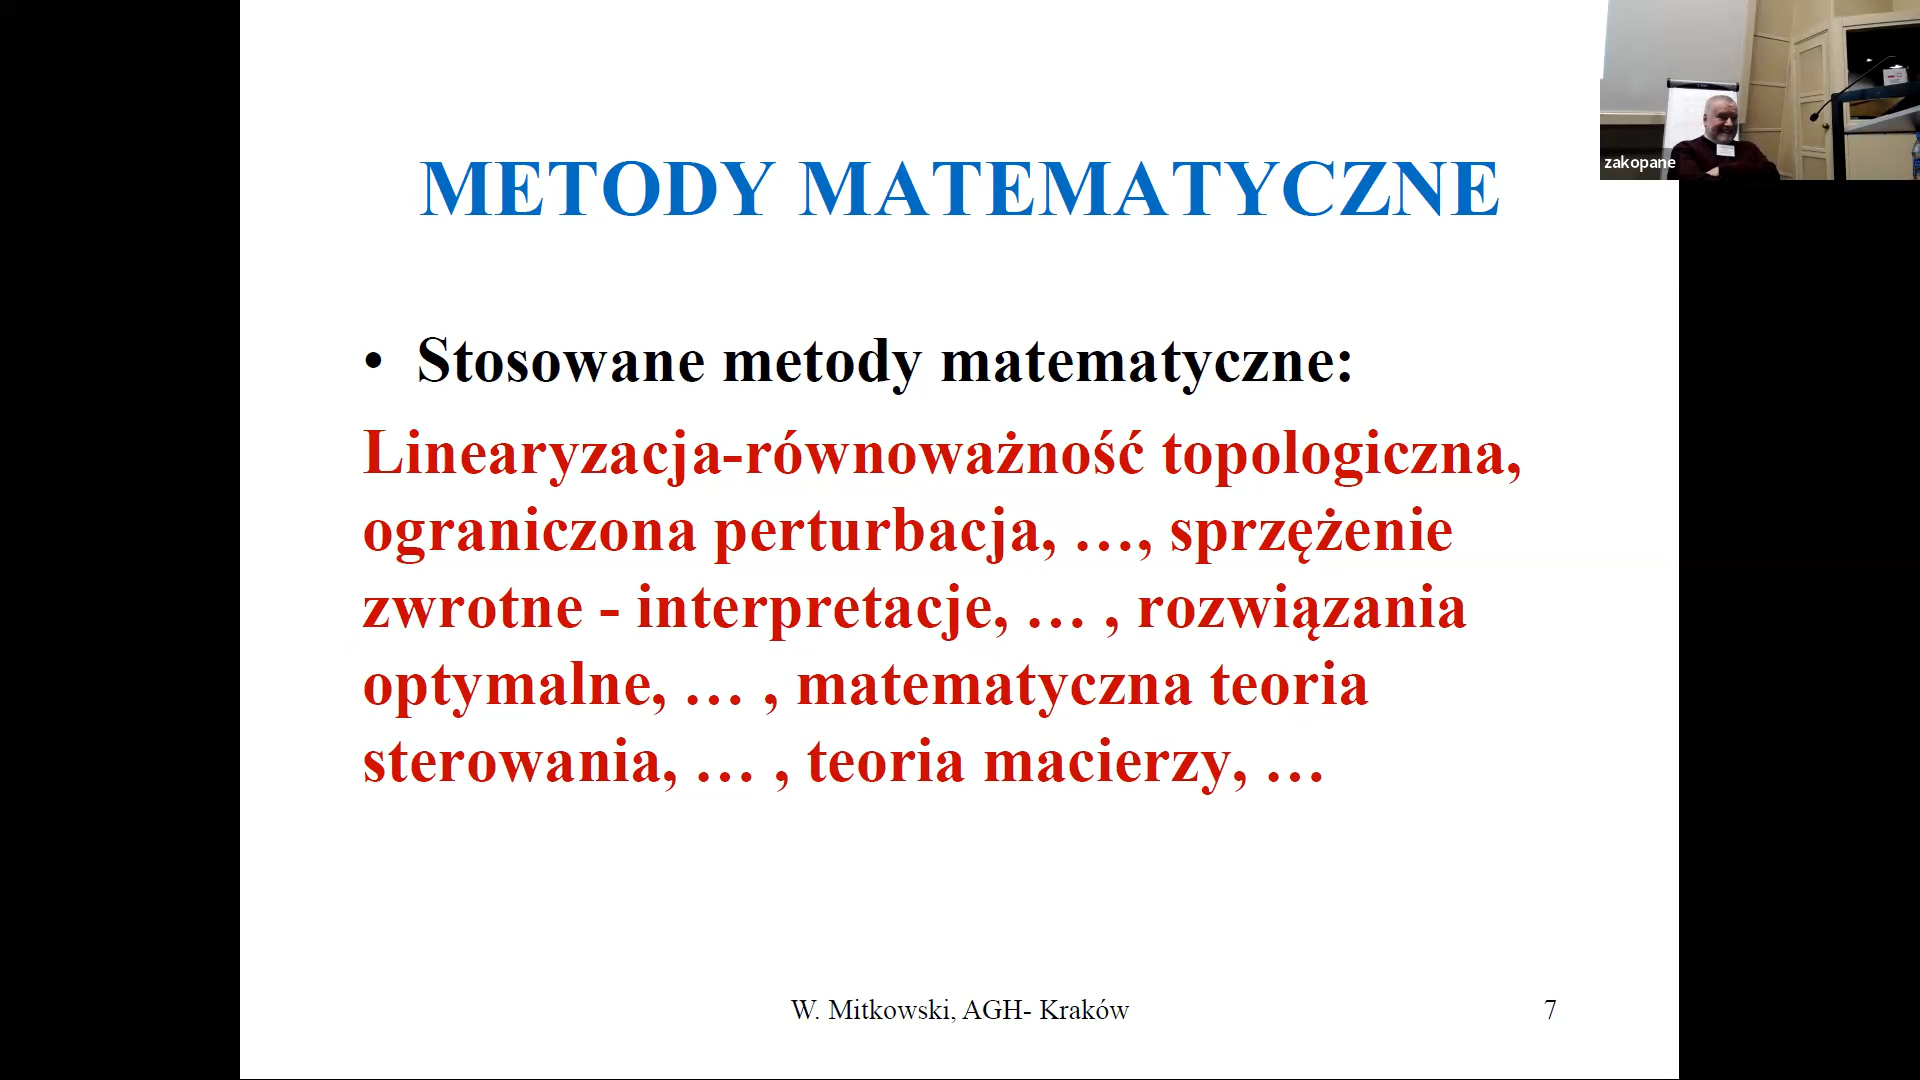 METODY MATEMATYCZNE
zakopane
• Stosowane metody matematyczne:
Linearyzacja-równoważność topologiczna,
ograniczona perturbacja, …, sprzężenie
zwrotne - interpretacje, … , rozwiązania
optymalne, … , matematyczna teoria
sterowania, … , teoria macierzy, …
W. Mitkowski, AGH- Kraków
7